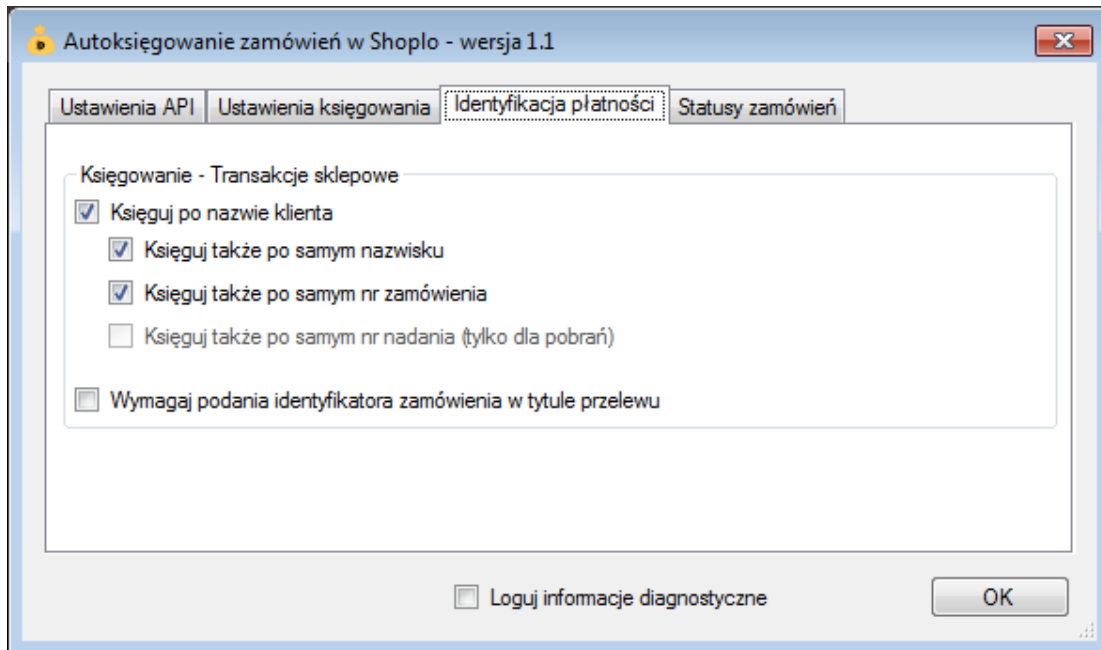 Autoksięgowanie zamówień w Shoplo - wersja 1.1
Ustawienia API
Ustawienia księgowania
Identyfikacja płatności
Statusy zamówień
Księgowanie - Transakcje sklepowe
Księguj po nazwie klienta
Księguj także po samym nazwisku
Księguj także po samym nr zamówienia
Księguj także po samym nr nadania (tylko dla pobrań)
Wymagaj podania identyfikatora zamówienia w tytule przelewu
Loguj informacje diagnostyczne
OK